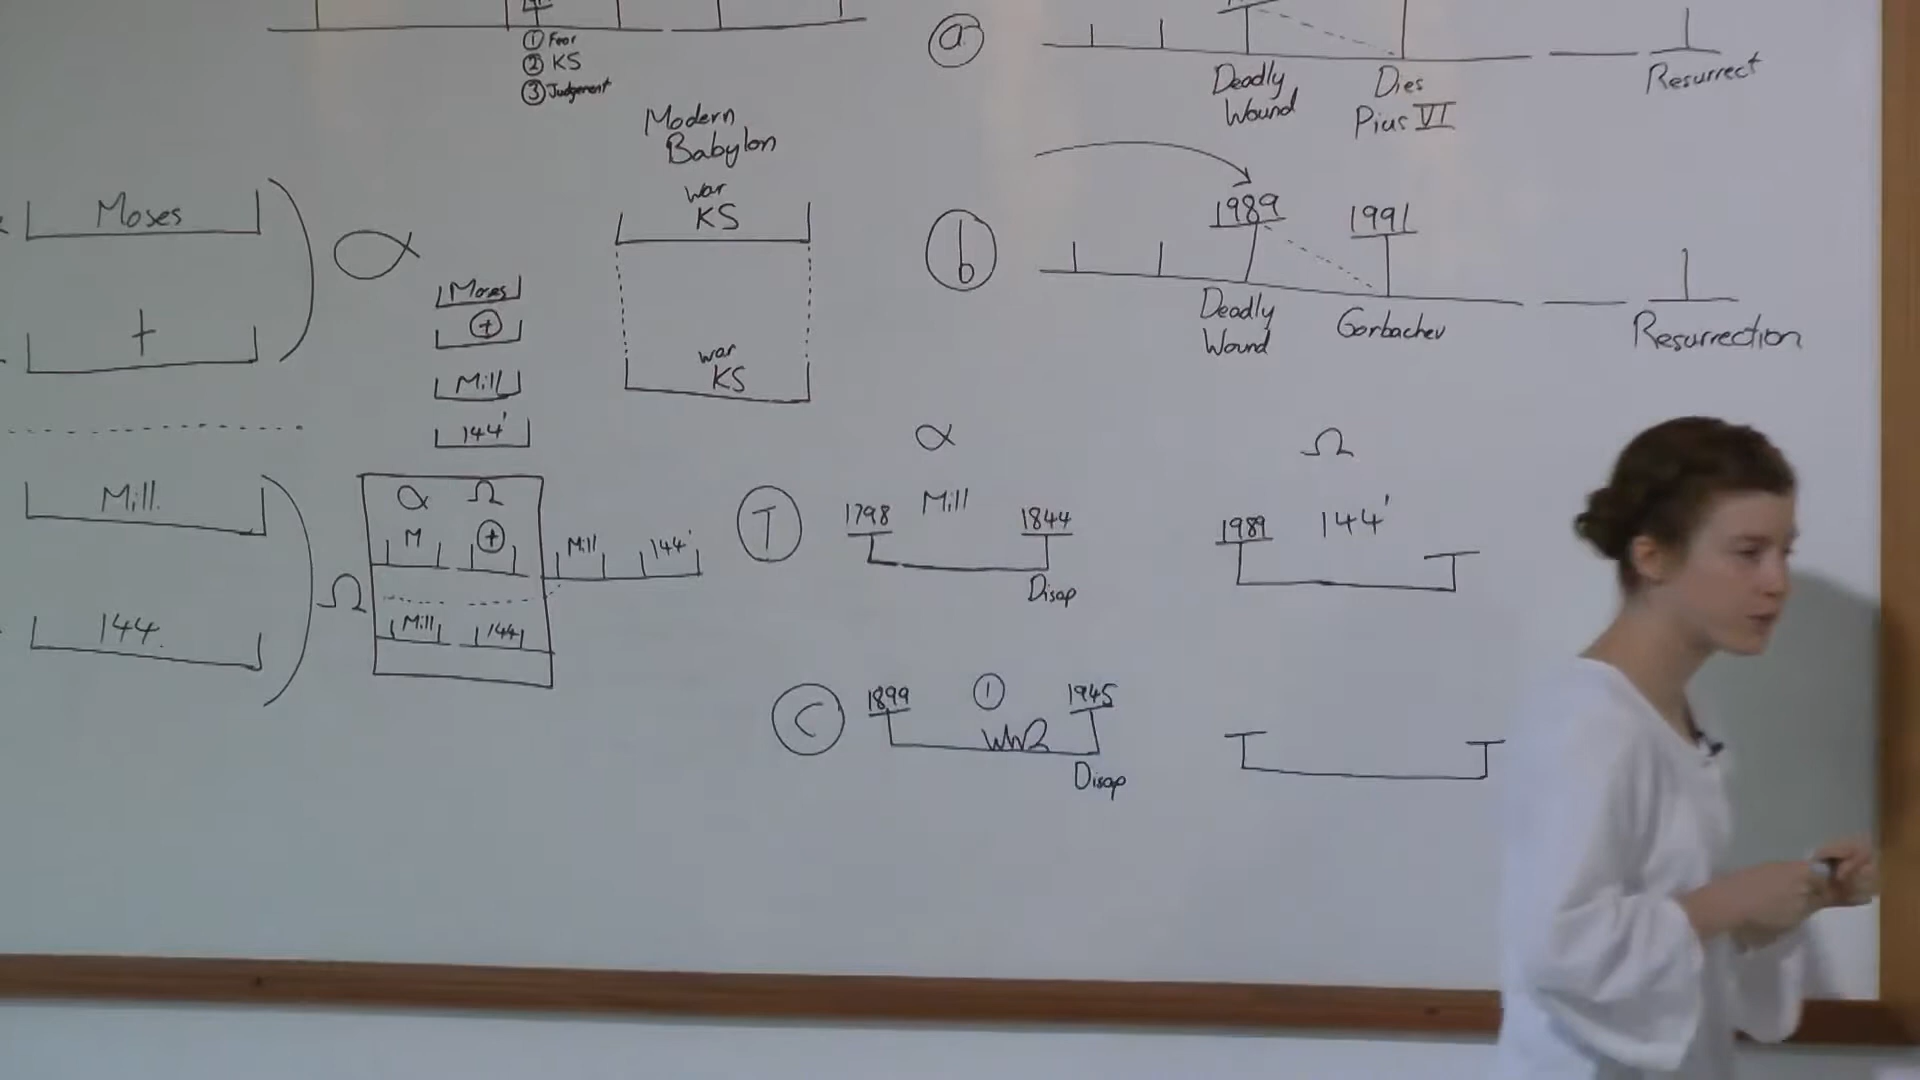 ① Fear
② KS
③ Judgement
Modern
Babylon
war
KS
war
KS
Moses
†
α
Moses
+
Mill
144'
Mill.
144.
Ω
α Ω
M +
Mill 144'
Mill 144
a
Deadly
Wound
Dies
Pius VI
Resurrect
b
1989
1991
Deadly
Wound
Gorbachev
Resurrection
α
Ω
T
1798
Mill
1844
Disap
1989
144'
C
1899
①
1945
WW2
Disap